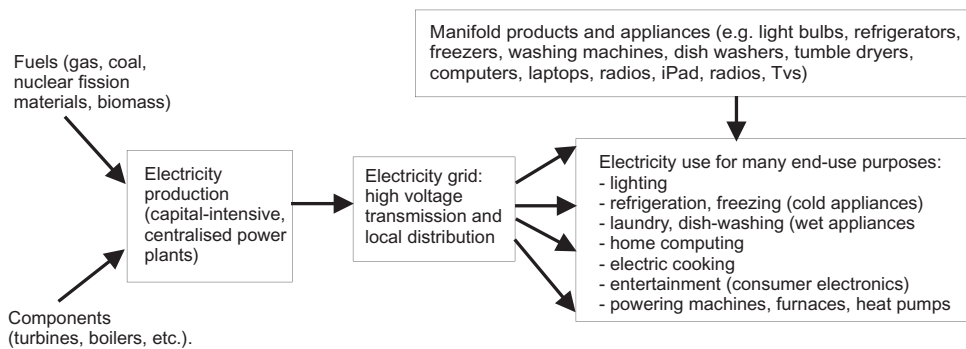 Manifold products and appliances (e.g. light bulbs, refrigerators,
freezers, washing machines, dish washers, tumble dryers,
computers, laptops, radios, iPad, radios, Tvs)
Fuels (gas, coal,
nuclear fission
materials, biomass)
Electricity
production
(capital-intensive,
centralised power
plants)
Electricity grid:
high voltage
transmission and
local distribution
Electricity use for many end-use purposes:
- lighting
- refrigeration, freezing (cold appliances)
- laundry, dish-washing (wet appliances
- home computing
- electric cooking
- entertainment (consumer electronics)
- powering machines, furnaces, heat pumps
Components
(turbines, boilers, etc.).